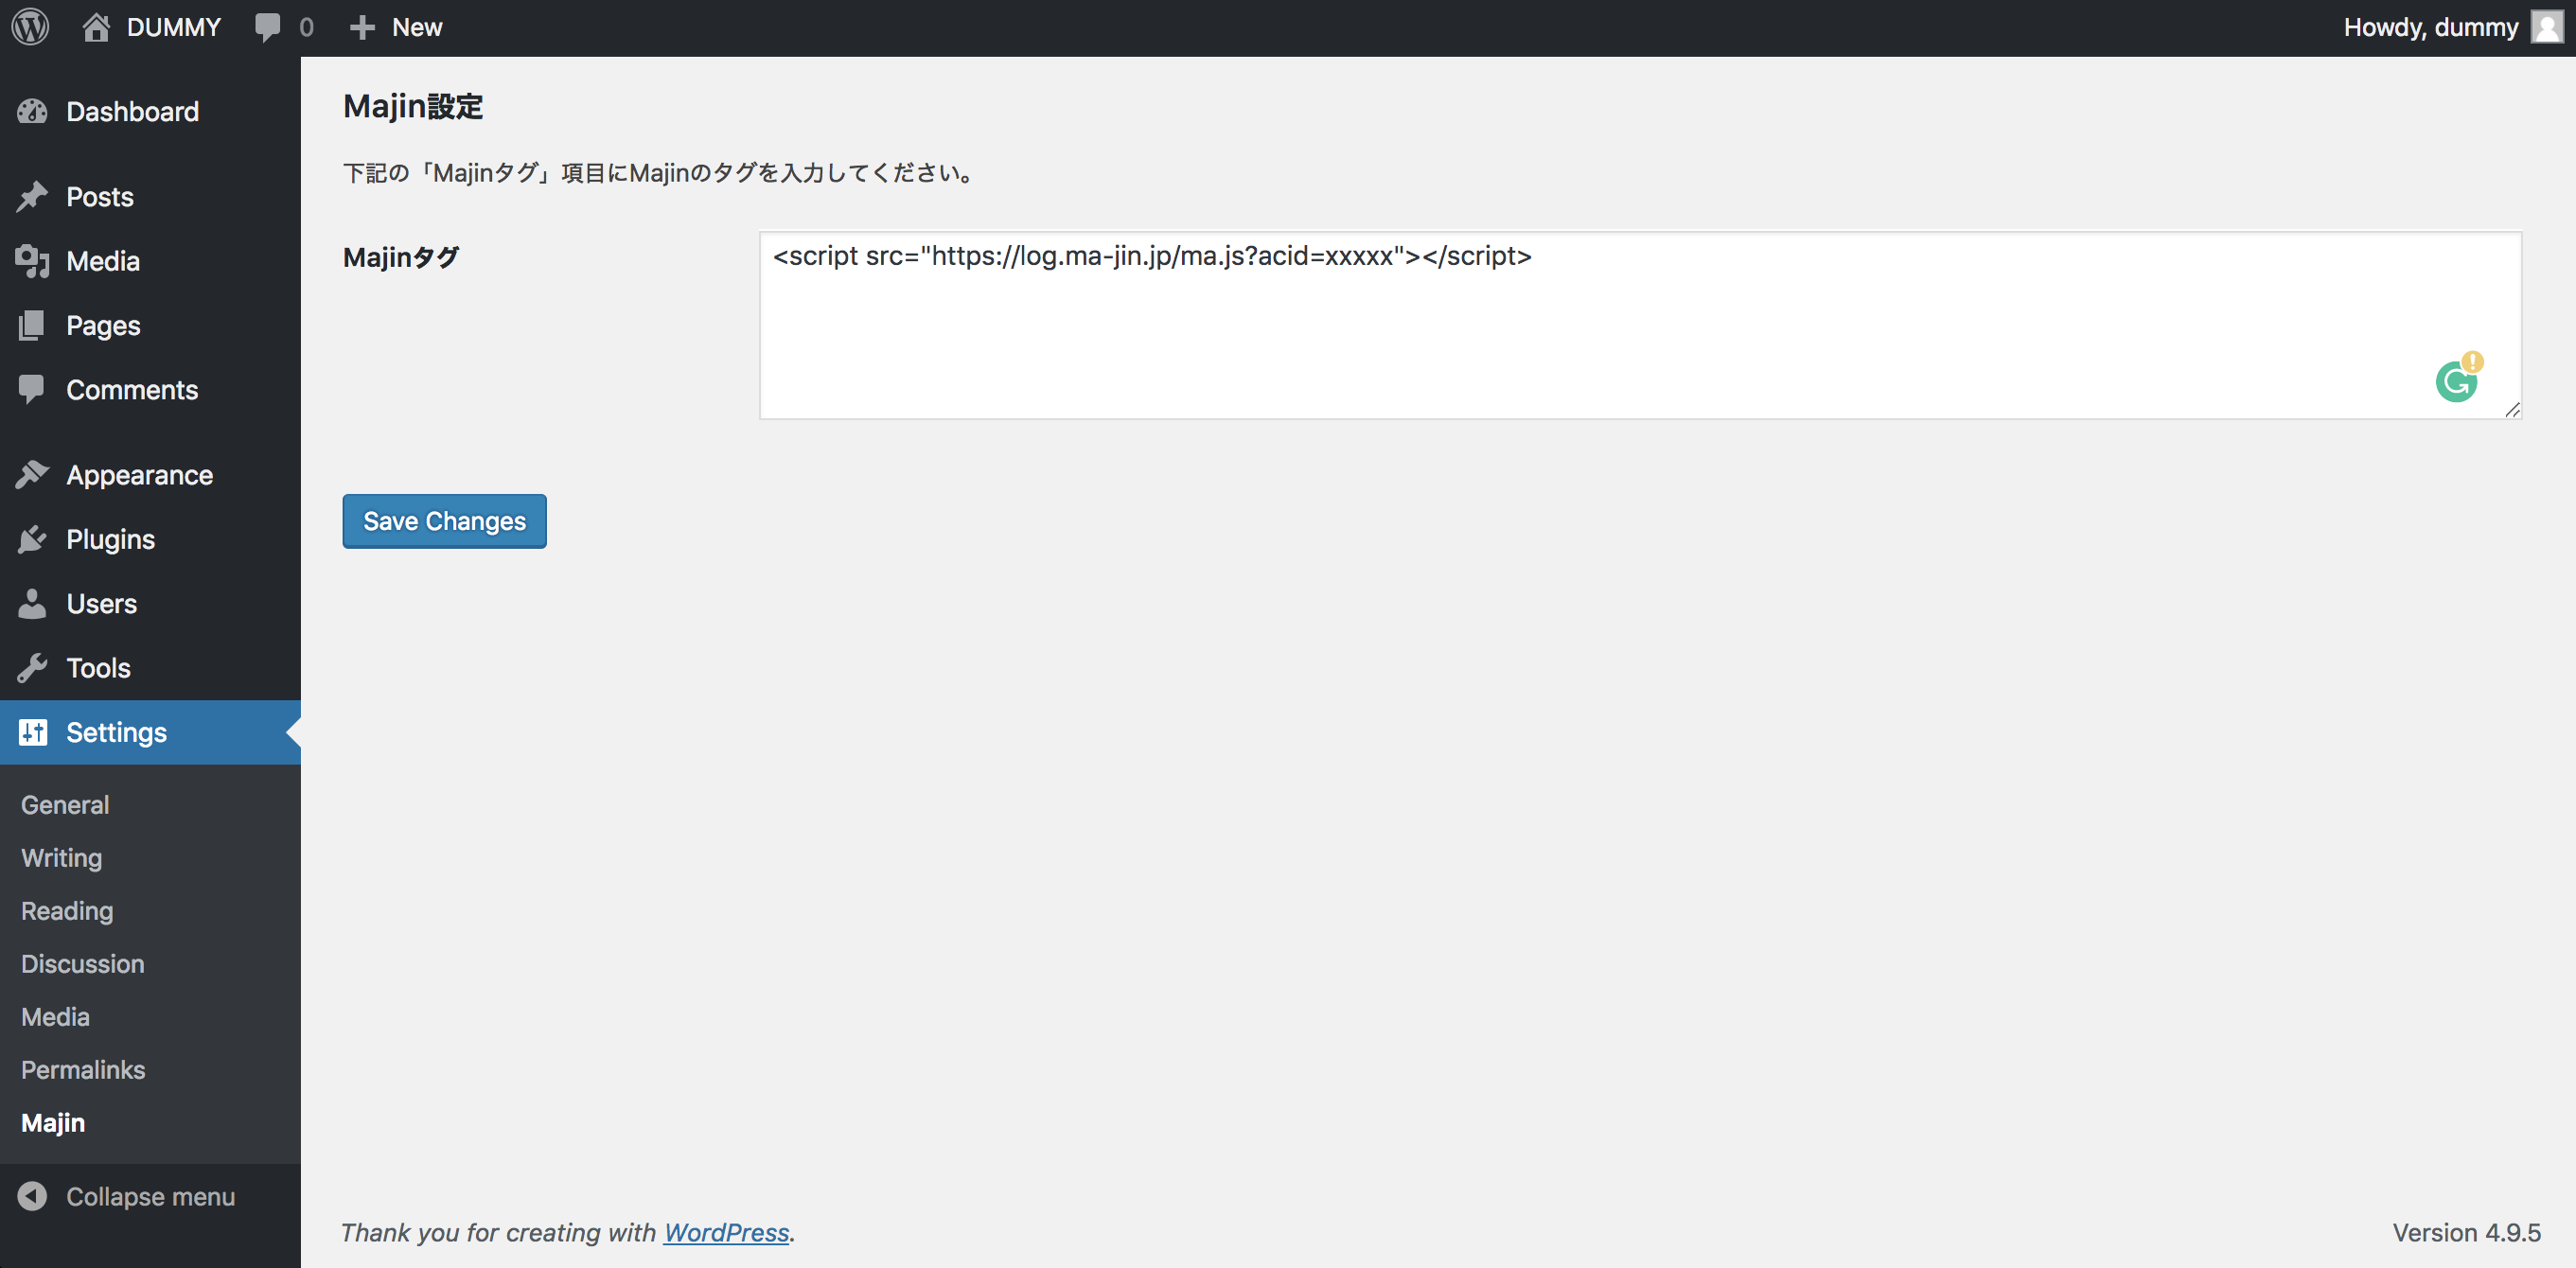 DUMMY 0 New Howdy, dummy
Dashboard
Posts
Media
Pages
Comments
Appearance
Plugins
Users
Tools
Settings
General
Writing
Reading
Discussion
Media
Permalinks
Majin
Collapse menu
Majin設定
下記の「Majinタグ」項目にMajinのタグを入力してください。
Majinタグ
<script src="https://log.ma-jin.jp/ma.js?acid=xxxxx"></script>
Save Changes
Thank you for creating with WordPress.
Version 4.9.5